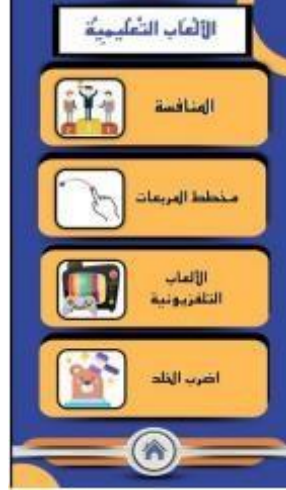 الألعاب التعليمية
المنافسة
مخطط المربعات
الألعاب
التلفزيونية
اضرب الخلد